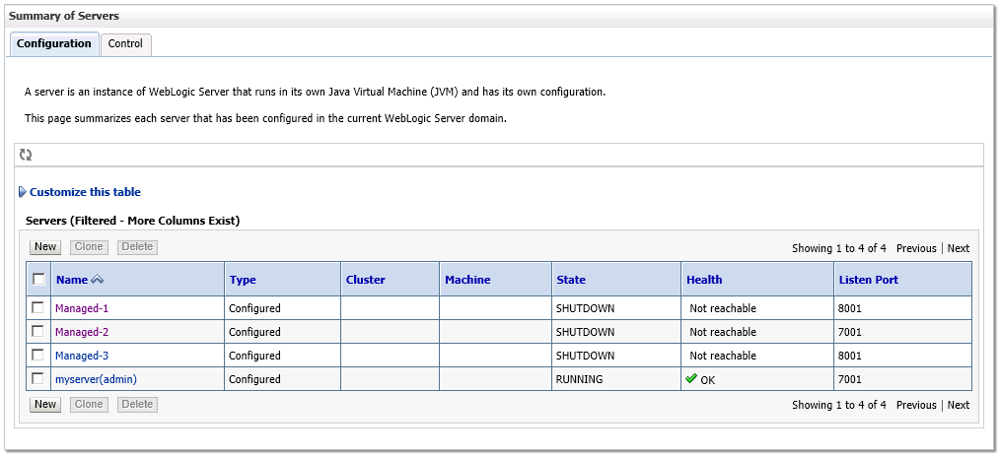 Summary of Servers
Configuration Control
A server is an instance of WebLogic Server that runs in its own Java Virtual Machine (JVM) and has its own configuration.
This page summarizes each server that has been configured in the current WebLogic Server domain.
Customize this table
Servers (Filtered - More Columns Exist)
New Clone Delete Showing 1 to 4 of 4 Previous | Next
Name Type Cluster Machine State Health Listen Port
Managed-1 Configured SHUTDOWN Not reachable 8001
Managed-2 Configured SHUTDOWN Not reachable 7001
Managed-3 Configured SHUTDOWN Not reachable 8001
myserver(admin) Configured RUNNING OK 7001
New Clone Delete Showing 1 to 4 of 4 Previous | Next